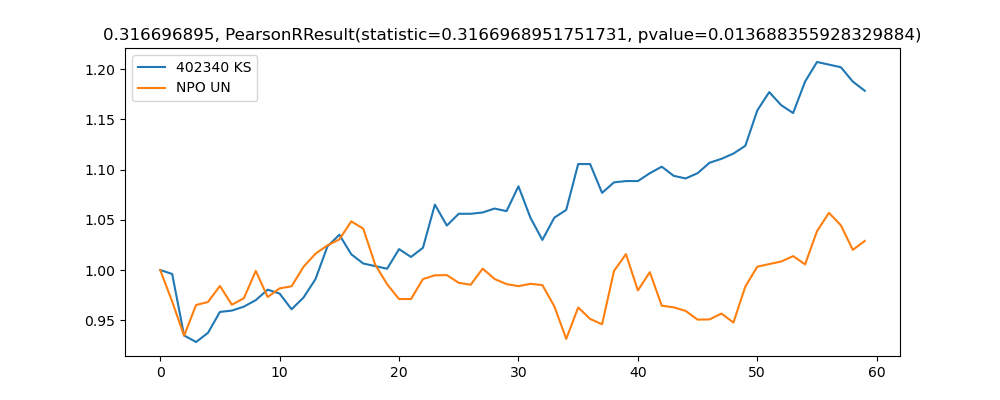 0.316696895, PearsonRResult(statistic=0.3166968951751731, pvalue=0.013688355928329884)
402340 KS
NPO UN
1.20
1.15
1.10
1.05
1.00
0.95
0 10 20 30 40 50 60